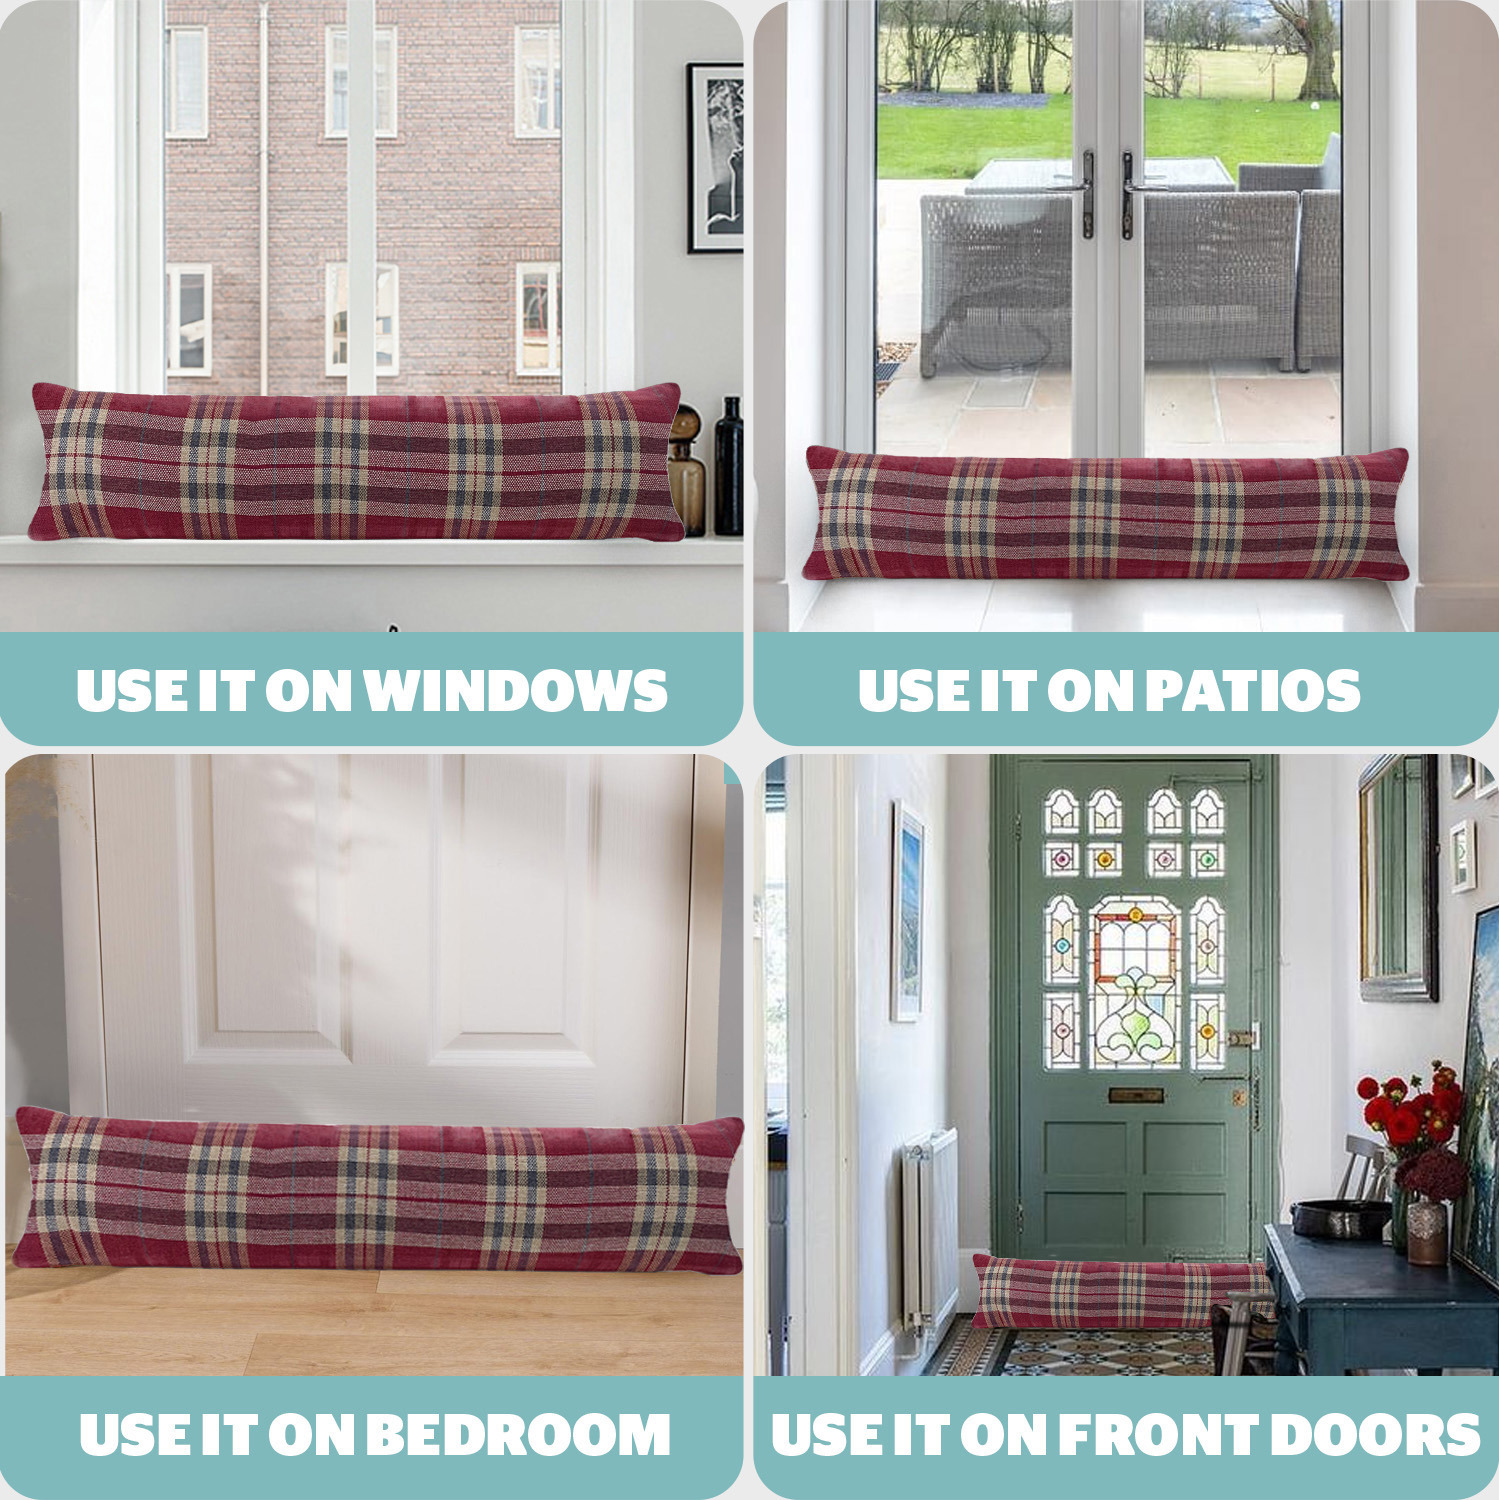 USE IT ON WINDOWS
USE IT ON PATIOS
USE IT ON BEDROOM
USE IT ON FRONT DOORS